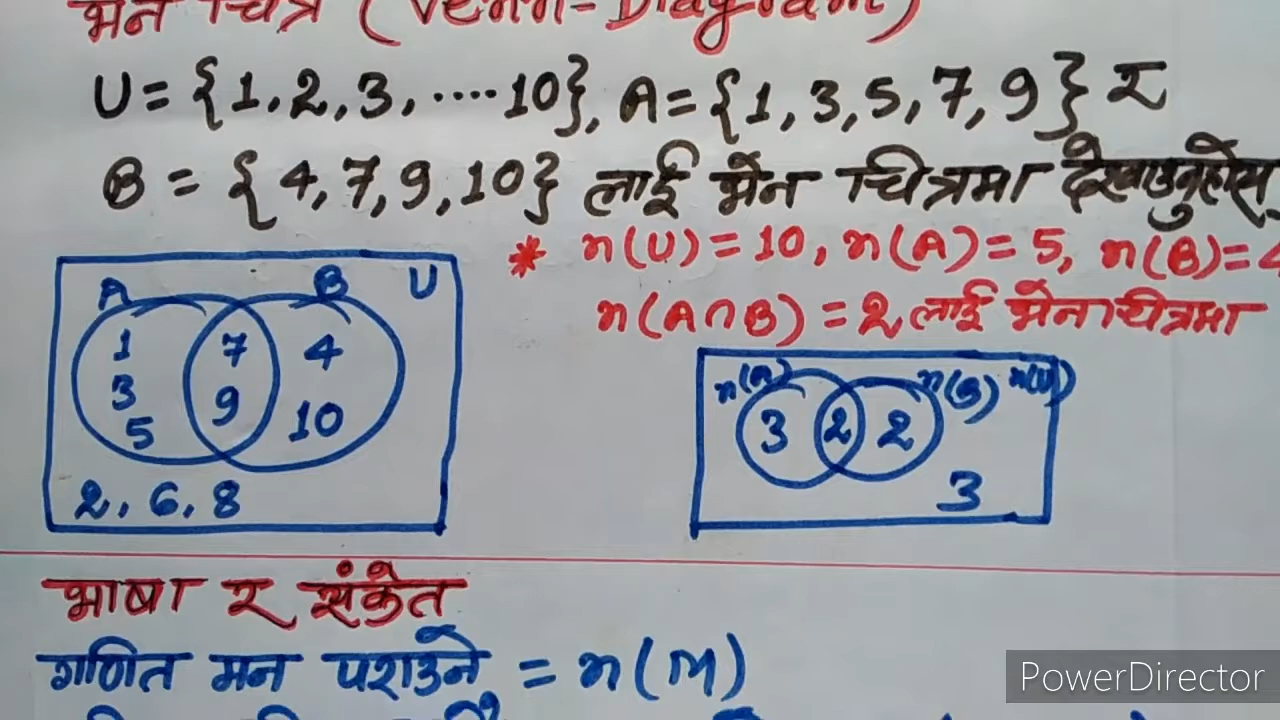 भेन चित्र (Venn-Diagram)
U = {1, 2, 3, ....10}, A = {1, 3, 5, 7, 9} र
B = {4, 7, 9, 10} लाई भेन चित्रमा देखाउनुहोस्
* n(U) = 10, n(A) = 5, n(B) = 4
n(A∩B) = 2 लाई भेन चित्रमा
A B U
1 7 4
3 9 10
5
2, 6, 8
n(A) n(B) n(U)
3 2 2
3
भाषा र संकेत
गणित मन पराउने = n(M)
PowerDirector